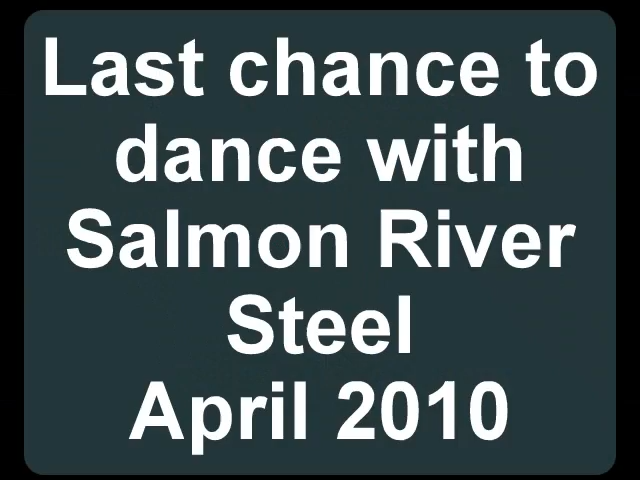 Last chance to
dance with
Salmon River
Steel
April 2010